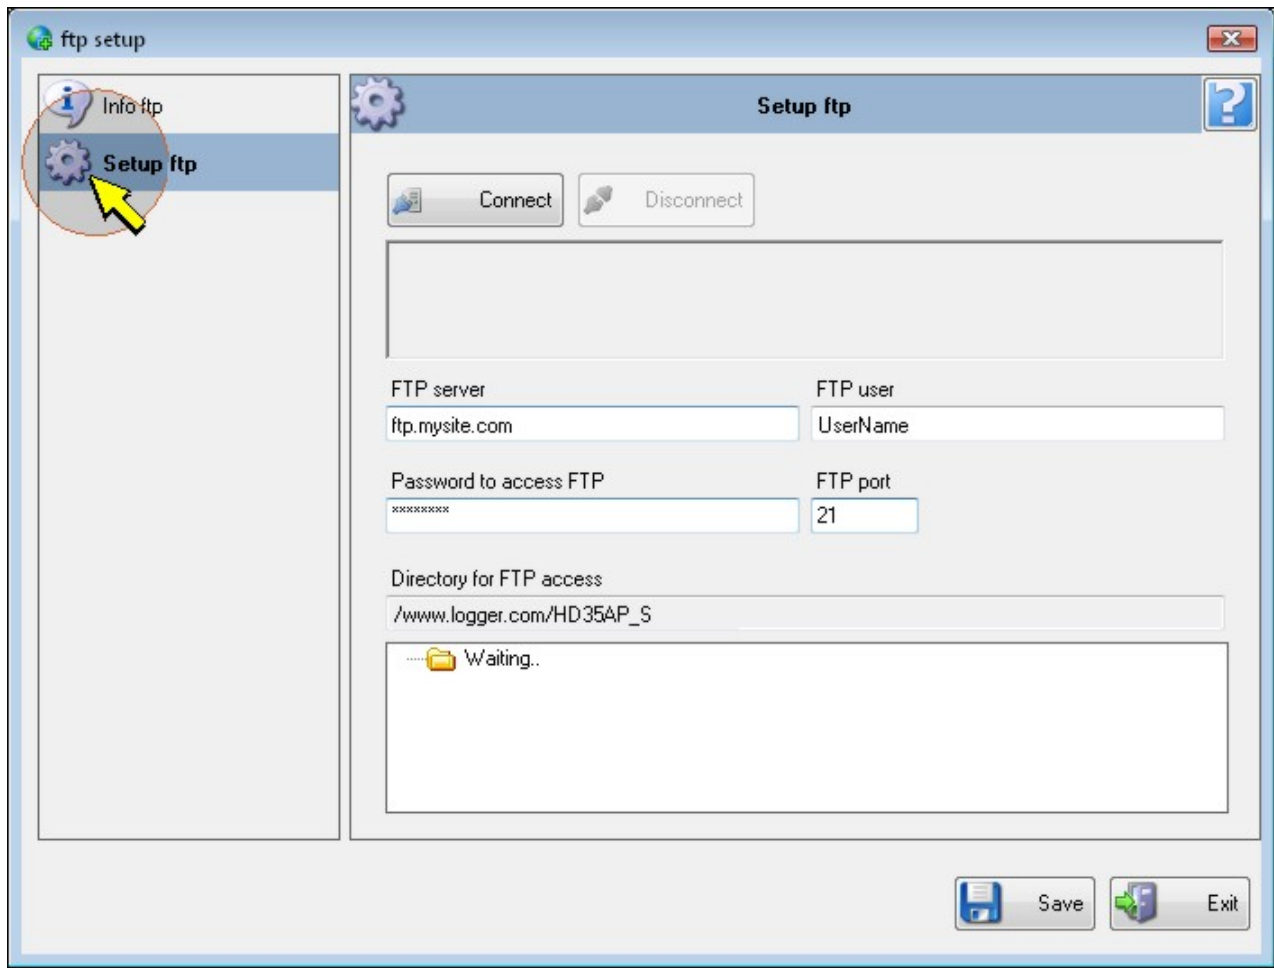 ftp setup
Info ftp
Setup ftp
Setup ftp
Connect
Disconnect
FTP server
FTP user
ftp.mysite.com
UserName
Password to access FTP
FTP port
********
21
Directory for FTP access
/www.logger.com/HD35AP_S
Waiting..
Save
Exit